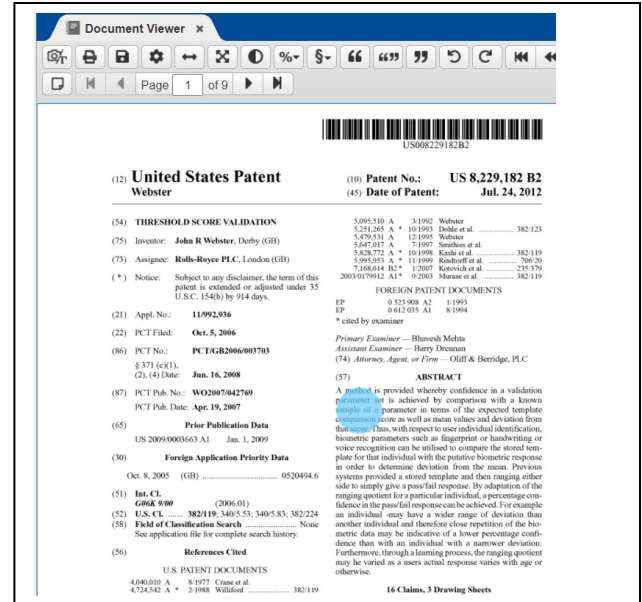 Document Viewer ×
Page 1 of 9
US008229182B2
(12) United States Patent
Webster
(10) Patent No.: US 8,229,182 B2
(45) Date of Patent: Jul. 24, 2012
(54) THRESHOLD SCORE VALIDATION
(75) Inventor: John R Webster, Derby (GB)
(73) Assignee: Rolls-Royce PLC, London (GB)
( * ) Notice: Subject to any disclaimer, the term of this
patent is extended or adjusted under 35
U.S.C. 154(b) by 914 days.
(21) Appl. No.: 11/992,936
(22) PCT Filed: Oct. 5, 2006
(86) PCT No.: PCT/GB2006/003703
§ 371 (c)(1),
(2), (4) Date: Jun. 16, 2008
(87) PCT Pub. No.: WO2007/042769
PCT Pub. Date: Apr. 19, 2007
(65) Prior Publication Data
US 2009/0003663 A1 Jan. 1, 2009
(30) Foreign Application Priority Data
Oct. 8, 2005 (GB) .................... 0520494.6
(51) Int. Cl.
G06K 9/00 (2006.01)
(52) U.S. Cl. ....... 382/119; 340/5.53; 340/5.83; 382/224
(58) Field of Classification Search .................. None
See application file for complete search history.
(56) References Cited
U.S. PATENT DOCUMENTS
4,040,010 A 8/1977 Crane et al.
4,724,542 A * 2/1988 Williford .................... 382/119
5,095,510 A 3/1992 Webster
5,251,265 A * 10/1993 Dohle et al. .................... 382/123
5,479,531 A 12/1995 Webster
5,647,017 A 7/1997 Smithies et al.
5,828,772 A * 10/1998 Kashi et al. .................... 382/119
5,995,953 A * 11/1999 Rindtorff et al. .................... 706/20
7,168,614 B2 * 1/2007 Kotovich et al. .................... 235/379
2003/0179912 A1 * 9/2003 Murase et al. .................... 382/119
FOREIGN PATENT DOCUMENTS
EP 0 523 908 A2 1/1993
EP 0 612 035 A1 8/1994
* cited by examiner
Primary Examiner — Bhavesh Mehta
Assistant Examiner — Barry Drennan
(74) Attorney, Agent, or Firm — Oliff & Berridge, PLC
(57) ABSTRACT
A method is provided whereby confidence in a validation
parameter set is achieved by comparison with a known
sample of a parameter in terms of the expected template
comparison score as well as mean values and deviation from
that score. Thus, with respect to user individual identification,
biometric parameters such as fingerprint or handwriting or
voice recognition can be utilised to compare the stored tem-
plate for that individual with the putative biometric response
in order to determine deviation from the mean. Previous
systems provided a stored template and then ranging either
side to simply give a pass/fail response. By adaptation of the
ranging quotient for a particular individual, a percentage con-
fidence in the pass/fail response can be achieved. For example
an individual -may have a wider range of deviation than
another individual and therefore close repetition of the bio-
metric data may be indicative of a lower percentage confi-
dence than with an individual with a narrower deviation.
Furthermore, through a learning process, the ranging quotient
may be varied as a users actual response varies with age or
otherwise.
16 Claims, 3 Drawing Sheets